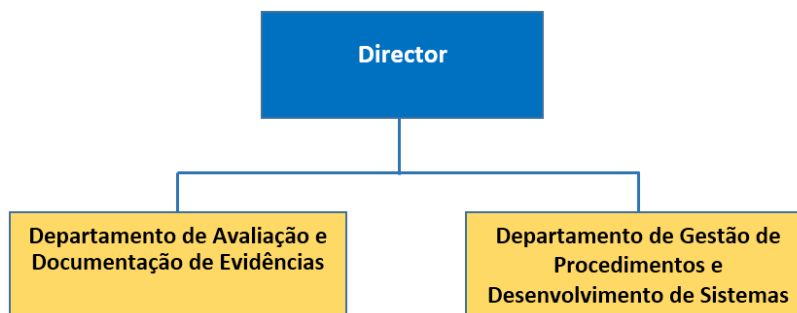 Director
Departamento de Avaliação e
Documentação de Evidências
Departamento de Gestão de
Procedimentos e
Desenvolvimento de Sistemas